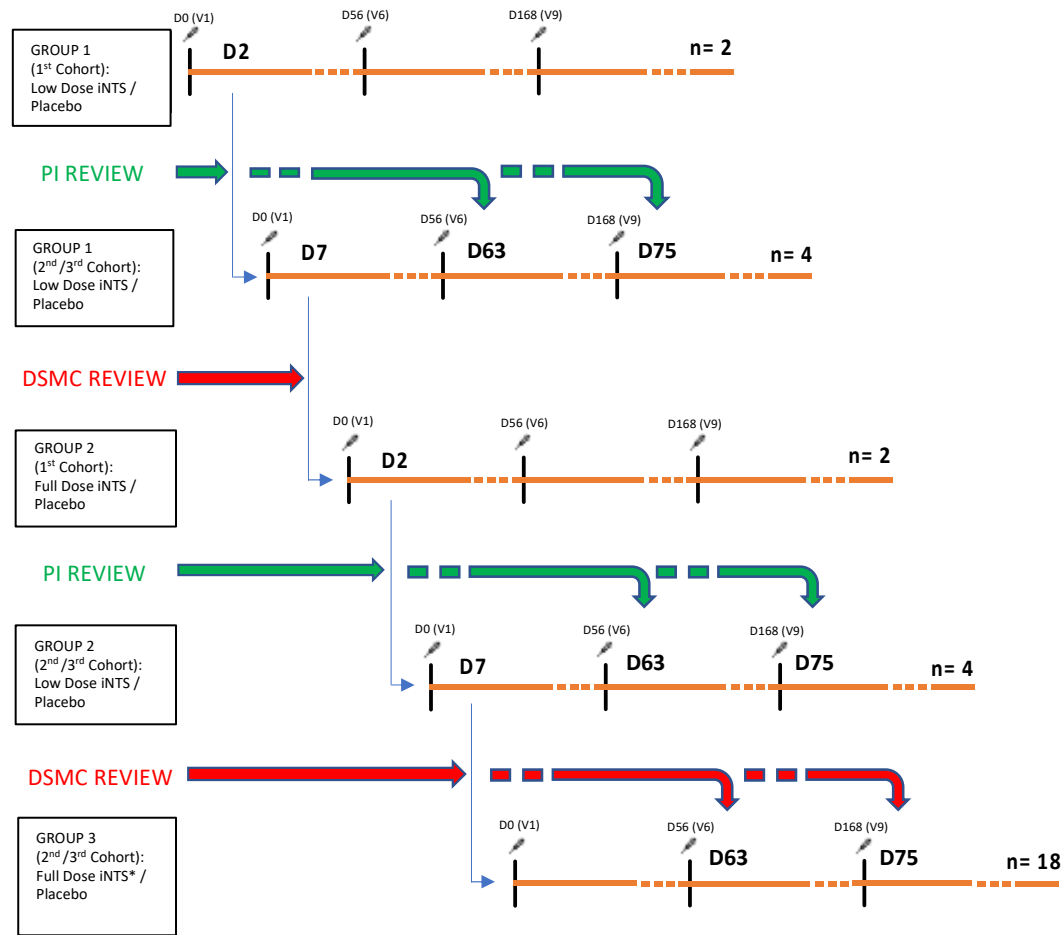 D0 (V1) D56 (V6) D168 (V9)
GROUP 1
(1st Cohort):
Low Dose iNTS /
Placebo
D2 n= 2
PI REVIEW
D0 (V1) D56 (V6) D168 (V9)
GROUP 1
(2nd /3rd Cohort):
Low Dose iNTS /
Placebo
D7 D63 D75 n= 4
DSMC REVIEW
D0 (V1) D56 (V6) D168 (V9)
GROUP 2
(1st Cohort):
Full Dose iNTS /
Placebo
D2 n= 2
PI REVIEW
D0 (V1) D56 (V6) D168 (V9)
GROUP 2
(2nd /3rd Cohort):
Low Dose iNTS /
Placebo
D7 D63 D75 n= 4
DSMC REVIEW
D0 (V1) D56 (V6) D168 (V9)
GROUP 3
(2nd /3rd Cohort):
Full Dose iNTS* /
Placebo
D63 D75 n= 18